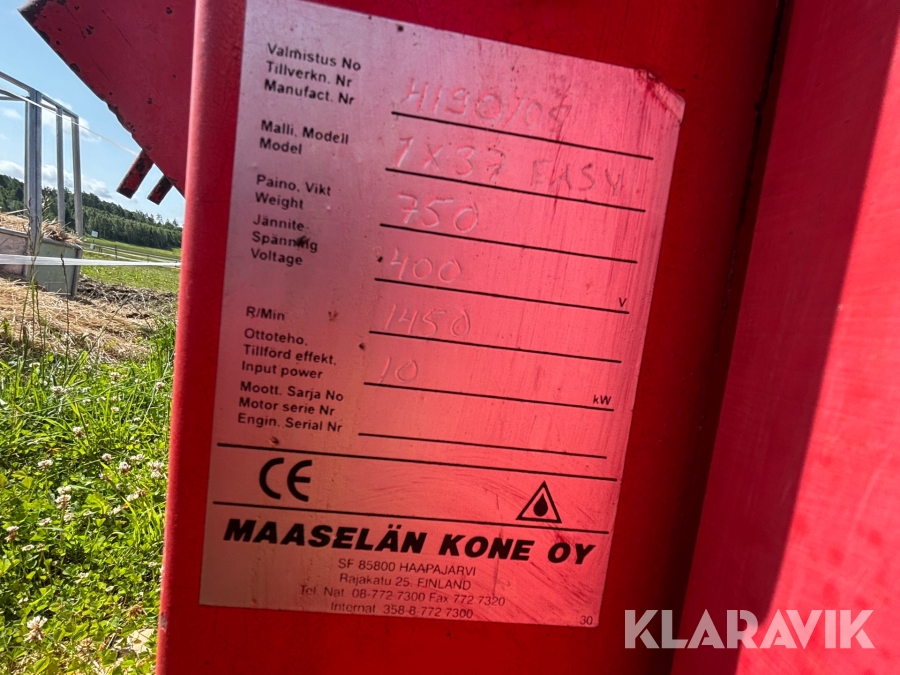 Valmistus No
Tillverkn. Nr
Manufact. Nr
Malli, Modell
Model 1X37 EASY
Paino, Vikt
Weight 750
Jännite
Spänning
Voltage 400 V
R/Min 1450
Ottoteho,
Tillförd effekt,
Input power 10 kW
Moott. Sarja No
Motor serie Nr
Engin. Serial Nr
CE
MAASELÄN KONE OY
SF 85800 HAAPAJARVI
Rajakatu 25. FINLAND
Tel. Nat. 08-772 7300 Fax 772 7320
Internat. 358-8-772 7300
30
KLARAVIK